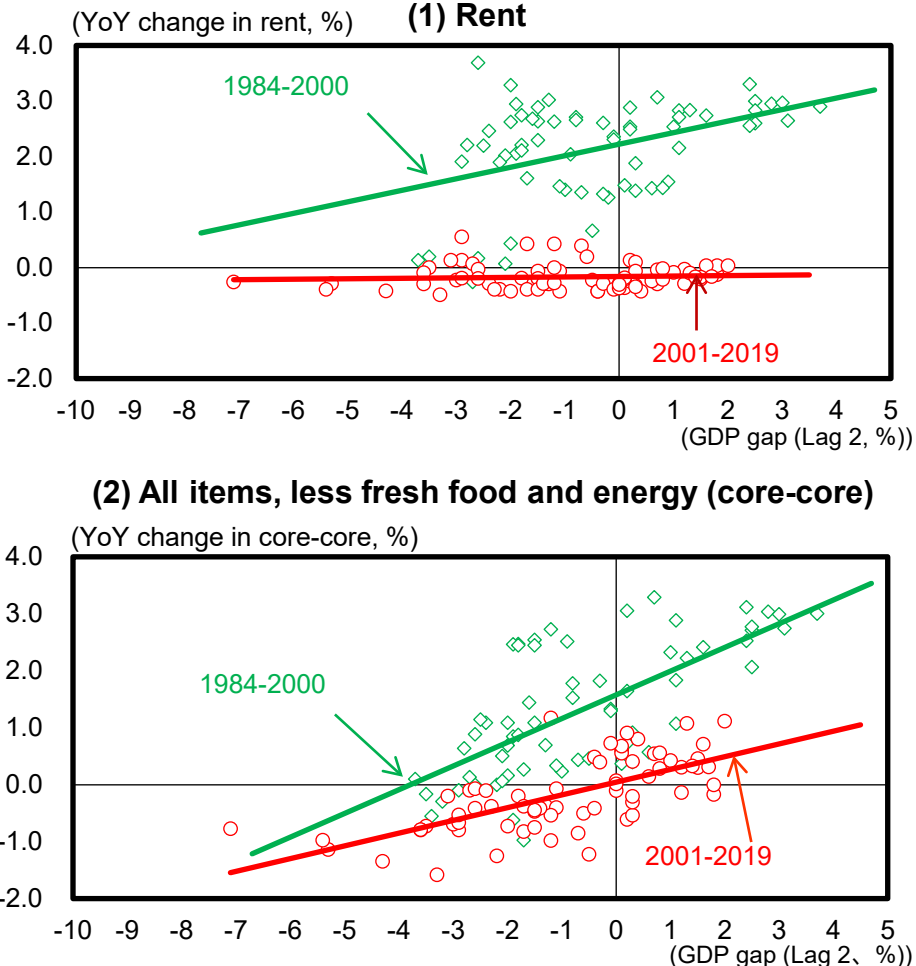 (1) Rent
(YoY change in rent, %)
4.0
3.0
2.0
1.0
0.0
-1.0
-2.0
1984-2000
2001-2019
-10 -9 -8 -7 -6 -5 -4 -3 -2 -1 0 1 2 3 4 5
(GDP gap (Lag 2, %))
(2) All items, less fresh food and energy (core-core)
(YoY change in core-core, %)
4.0
3.0
2.0
1.0
0.0
-1.0
-2.0
1984-2000
2001-2019
-10 -9 -8 -7 -6 -5 -4 -3 -2 -1 0 1 2 3 4 5
(GDP gap (Lag 2、%))